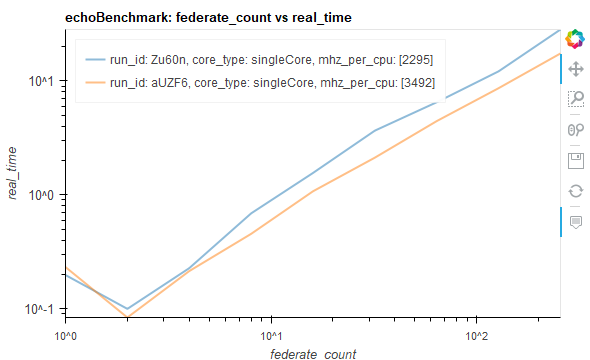 echoBenchmark: federate_count vs real_time
run_id: Zu60n, core_type: singleCore, mhz_per_cpu: [2295]
run_id: aUZF6, core_type: singleCore, mhz_per_cpu: [3492]
real_time
10^1
10^0
10^-1
10^0
10^1
10^2
federate_count